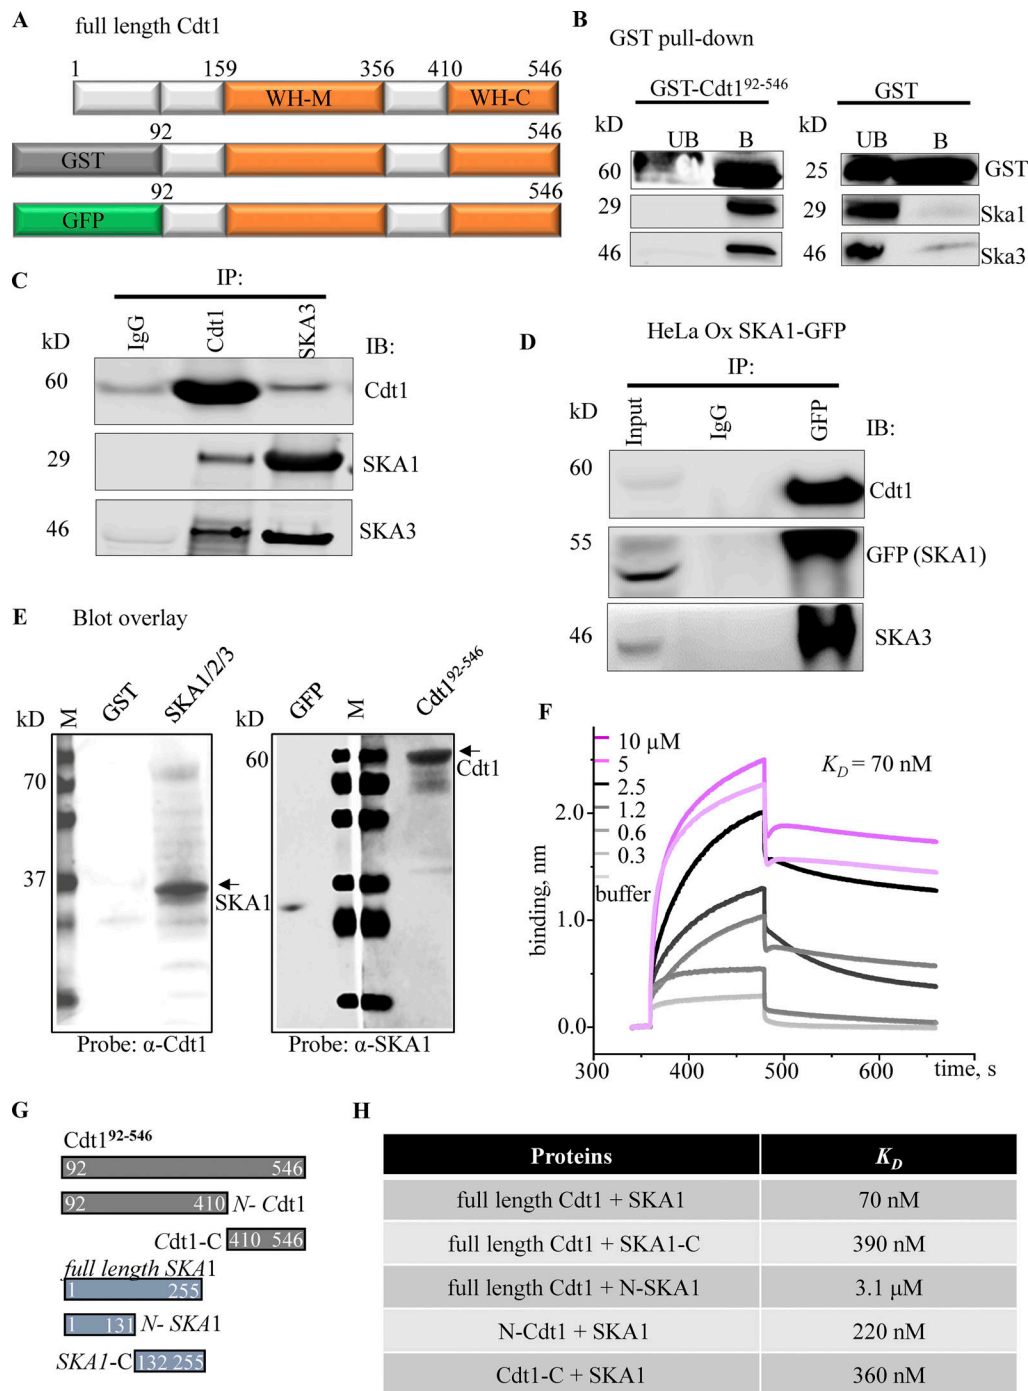 A full length Cdt1
1 159 356 410 546
WH-M WH-C
92 546
GST
92 546
GFP
B GST pull-down
GST-Cdt1⁹²⁻⁵⁴⁶ GST
kD UB B kD UB B
60 25 GST
29 29 Ska1
46 46 Ska3
C IP:
kD IgG Cdt1 SKA3 IB:
60 Cdt1
29 SKA1
46 SKA3
D HeLa Ox SKA1-GFP
IP:
kD Input IgG GFP IB:
60 Cdt1
55 GFP (SKA1)
46 SKA3
E Blot overlay
kD M GST SKA1/2/3
70
37
SKA1
Probe: α-Cdt1
GFP M Cdt1⁹²⁻⁵⁴⁶
kD
60 Cdt1
Probe: α-SKA1
F
10 μM
5
2.5
1.2
0.6
0.3
buffer
K_D = 70 nM
binding, nm
2.0
1.0
0.0
300 400 500 600 time, s
G
Cdt1⁹²⁻⁵⁴⁶
92 546
92 410 N- Cdt1
Cdt1-C 410 546
full length SKA1
1 255
1 131 N- SKA1
SKA1-C 132 255
H
Proteins K_D
full length Cdt1 + SKA1 70 nM
full length Cdt1 + SKA1-C 390 nM
full length Cdt1 + N-SKA1 3.1 μM
N-Cdt1 + SKA1 220 nM
Cdt1-C + SKA1 360 nM